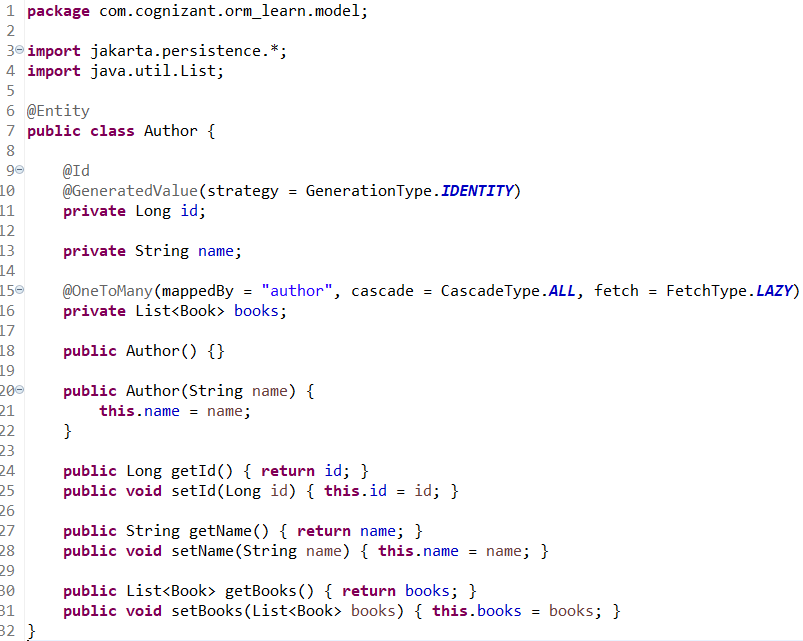 1 package com.cognizant.orm_learn.model;
2
3 import jakarta.persistence.*;
4 import java.util.List;
5
6 @Entity
7 public class Author {
8
9     @Id
10     @GeneratedValue(strategy = GenerationType.IDENTITY)
11     private Long id;
12
13     private String name;
14
15     @OneToMany(mappedBy = "author", cascade = CascadeType.ALL, fetch = FetchType.LAZY)
16     private List<Book> books;
17
18     public Author() {}
19
20     public Author(String name) {
21         this.name = name;
22     }
23
24     public Long getId() { return id; }
25     public void setId(Long id) { this.id = id; }
26
27     public String getName() { return name; }
28     public void setName(String name) { this.name = name; }
29
30     public List<Book> getBooks() { return books; }
31     public void setBooks(List<Book> books) { this.books = books; }
32 }